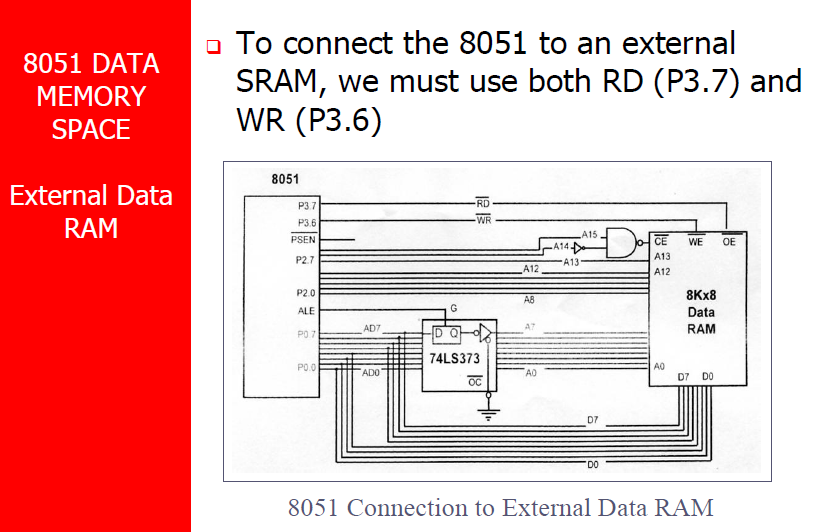 8051 DATA
MEMORY
SPACE
External Data
RAM
❑ To connect the 8051 to an external
SRAM, we must use both RD (P3.7) and
WR (P3.6)
8051
P3.7
P3.6
PSEN
P2.7
P2.0
ALE
P0.7
P0.0
RD
WR
A15
A14
A13
A12
A8
G
AD7
AD0
D Q
74LS373
OC
A7
A0
CE WE OE
A13
A12
8Kx8
Data
RAM
A0
D7 D0
D7
D0
8051 Connection to External Data RAM